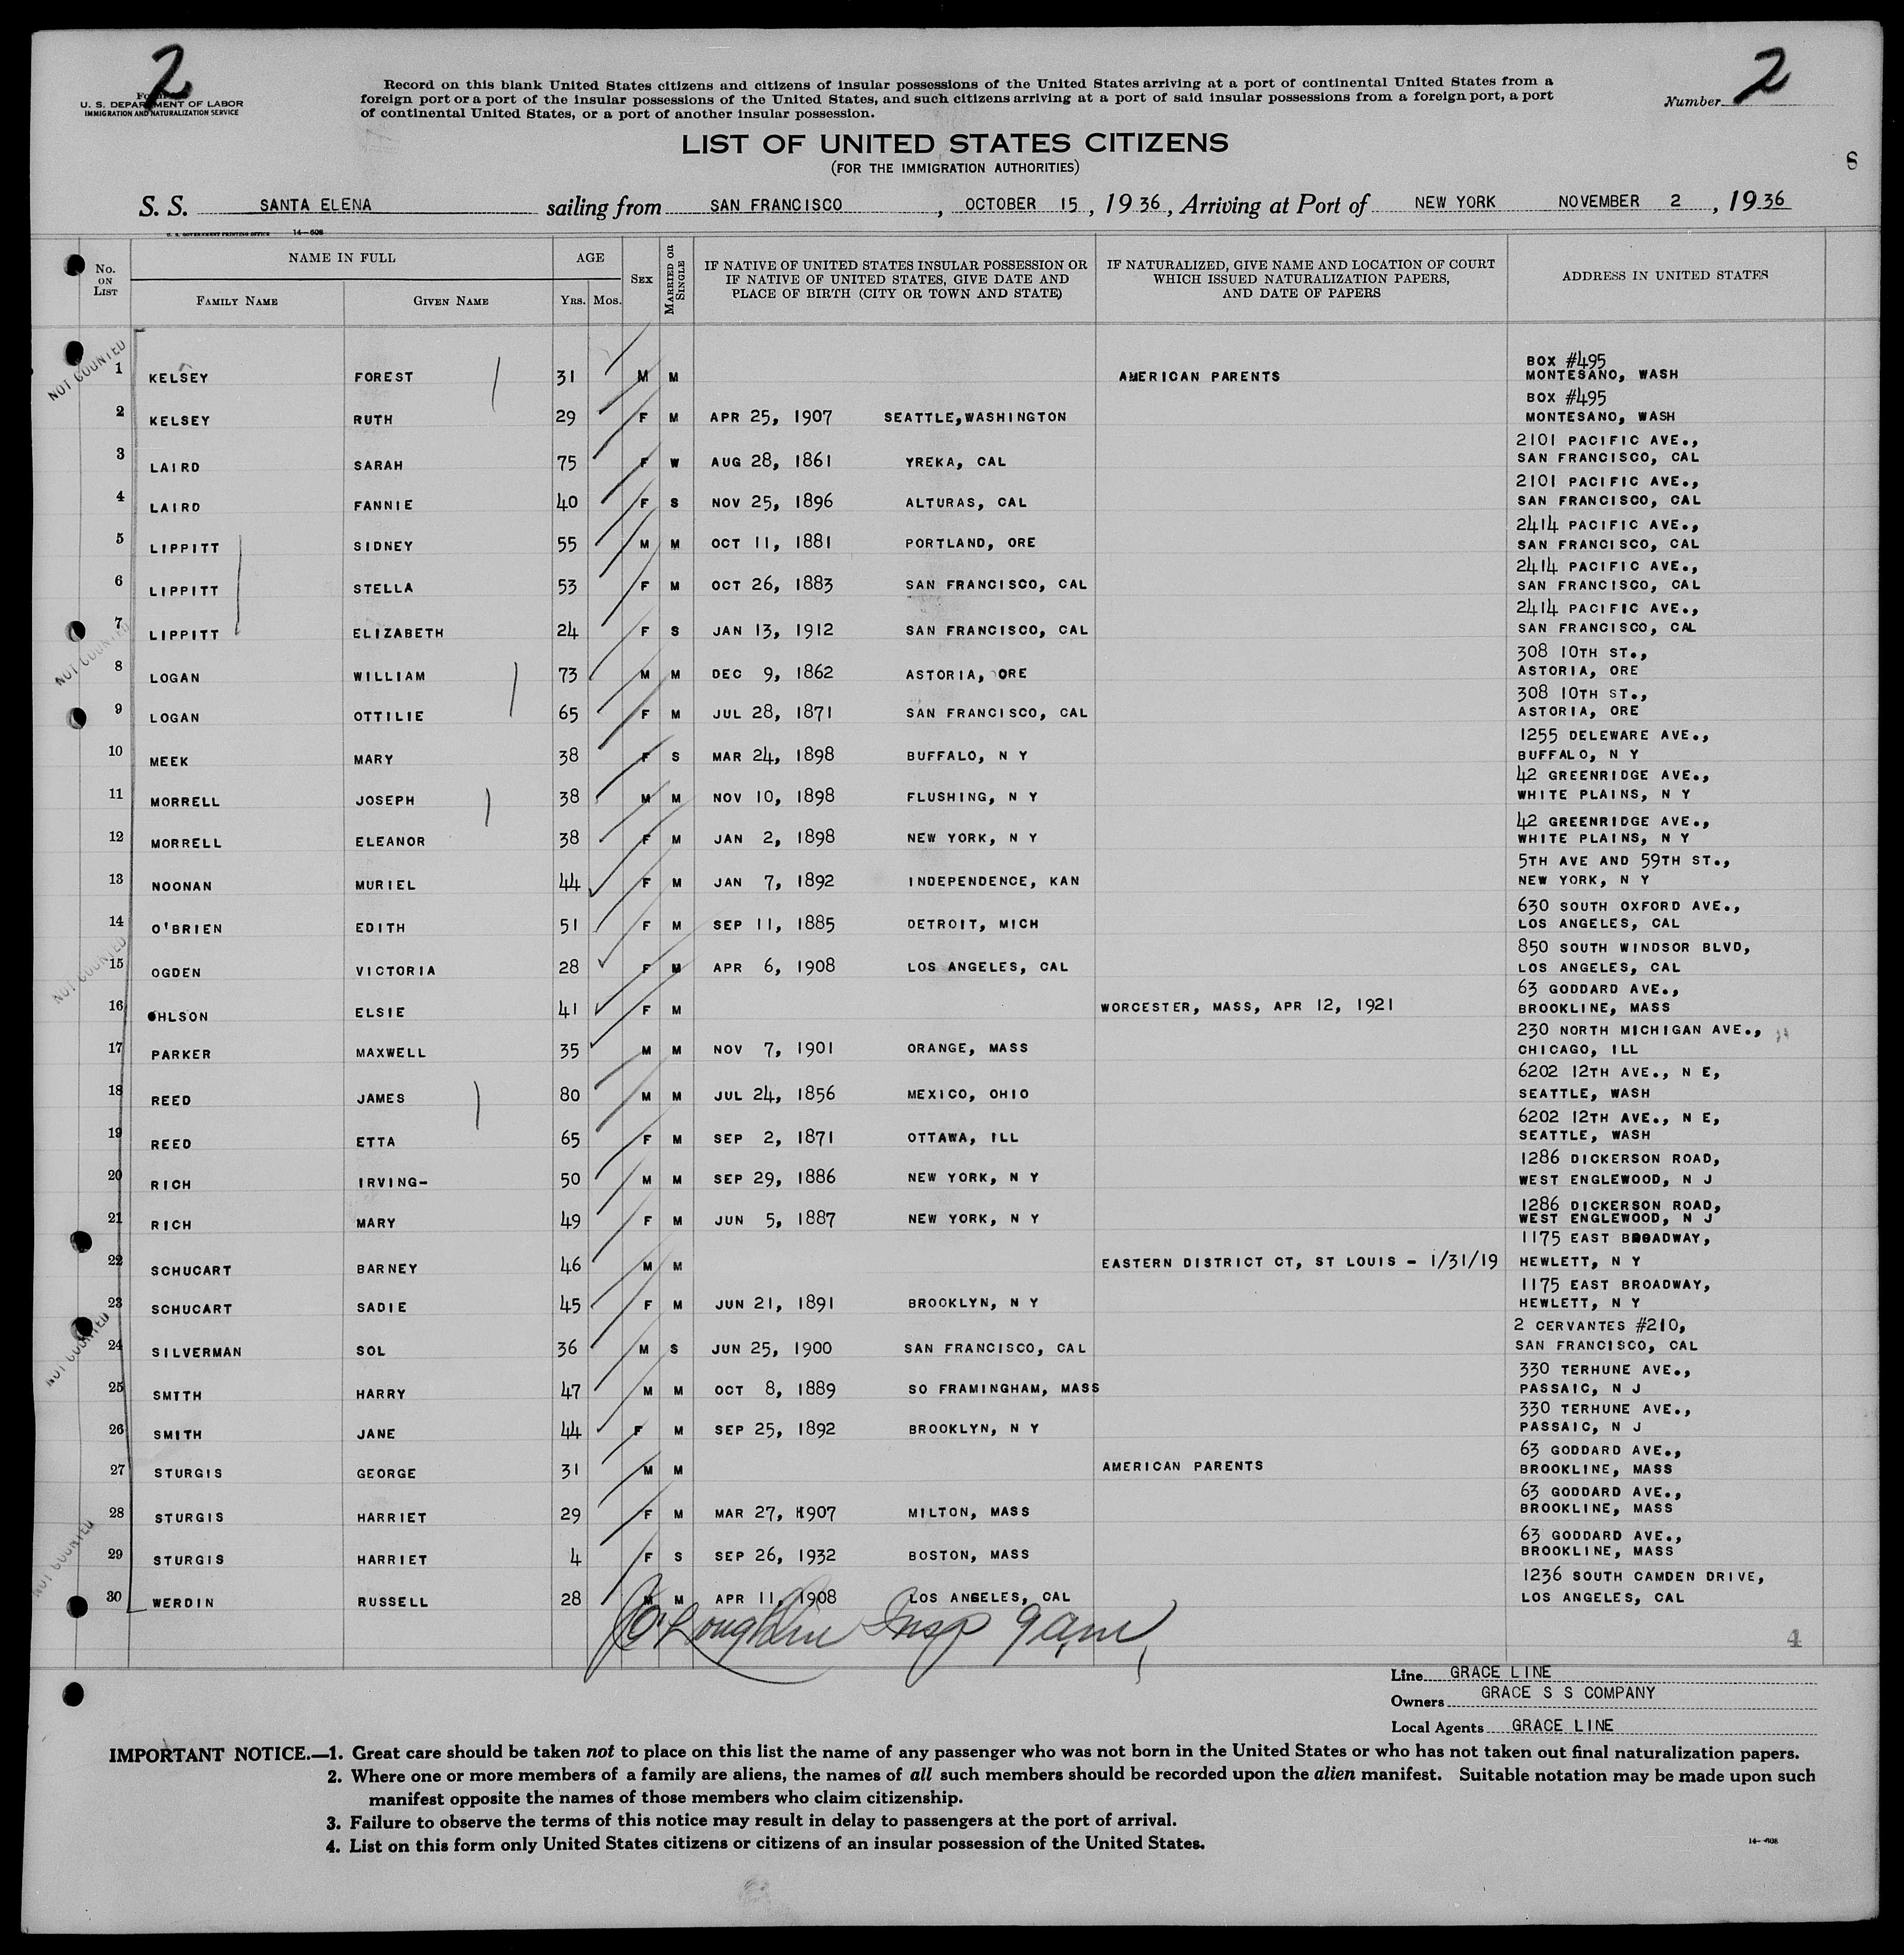 2
2
Form
U. S. DEPARTMENT OF LABOR
IMMIGRATION AND NATURALIZATION SERVICE
Record on this blank United States citizens and citizens of insular possessions of the United States arriving at a port of continental United States from a
foreign port or a port of the insular possessions of the United States, and such citizens arriving at a port of said insular possessions from a foreign port, a port
of continental United States, or a port of another insular possession.
Number
LIST OF UNITED STATES CITIZENS
(FOR THE IMMIGRATION AUTHORITIES)
8
S. S. SANTA ELENA sailing from SAN FRANCISCO, OCTOBER 15, 1936, Arriving at Port of NEW YORK NOVEMBER 2, 1936
U. S. GOVERNMENT PRINTING OFFICE 14—608
No. ON LIST NAME IN FULL AGE SEX MARRIED OR SINGLE IF NATIVE OF UNITED STATES INSULAR POSSESSION OR IF NATIVE OF UNITED STATES, GIVE DATE AND PLACE OF BIRTH (CITY OR TOWN AND STATE) IF NATURALIZED, GIVE NAME AND LOCATION OF COURT WHICH ISSUED NATURALIZATION PAPERS, AND DATE OF PAPERS ADDRESS IN UNITED STATES
FAMILY NAME GIVEN NAME YRS. MOS.
NOT COUNTED
1 KELSEY FOREST 31 M M AMERICAN PARENTS BOX #495 MONTESANO, WASH
2 KELSEY RUTH 29 F M APR 25, 1907 SEATTLE,WASHINGTON BOX #495 MONTESANO, WASH
3 LAIRD SARAH 75 F W AUG 28, 1861 YREKA, CAL 2101 PACIFIC AVE., SAN FRANCISCO, CAL
4 LAIRD FANNIE 40 F S NOV 25, 1896 ALTURAS, CAL 2101 PACIFIC AVE., SAN FRANCISCO, CAL
5 LIPPITT SIDNEY 55 M M OCT 11, 1881 PORTLAND, ORE 2414 PACIFIC AVE., SAN FRANCISCO, CAL
6 LIPPITT STELLA 53 F M OCT 26, 1883 SAN FRANCISCO, CAL 2414 PACIFIC AVE., SAN FRANCISCO, CAL
7 LIPPITT ELIZABETH 24 F S JAN 13, 1912 SAN FRANCISCO, CAL 2414 PACIFIC AVE., SAN FRANCISCO, CAL
NOT COUNTED
8 LOGAN WILLIAM 73 M M DEC 9, 1862 ASTORIA, ORE 308 10TH ST., ASTORIA, ORE
9 LOGAN OTTILIE 65 F M JUL 28, 1871 SAN FRANCISCO, CAL 308 10TH ST., ASTORIA, ORE
10 MEEK MARY 38 F S MAR 24, 1898 BUFFALO, N Y 1255 DELEWARE AVE., BUFFALO, N Y
11 MORRELL JOSEPH 38 M M NOV 10, 1898 FLUSHING, N Y 42 GREENRIDGE AVE., WHITE PLAINS, N Y
12 MORRELL ELEANOR 38 F M JAN 2, 1898 NEW YORK, N Y 42 GREENRIDGE AVE., WHITE PLAINS, N Y
13 NOONAN MURIEL 44 F M JAN 7, 1892 INDEPENDENCE, KAN 5TH AVE AND 59TH ST., NEW YORK, N Y
14 O'BRIEN EDITH 51 F M SEP 11, 1885 DETROIT, MICH 630 SOUTH OXFORD AVE., LOS ANGELES, CAL
NOT COUNTED
15 OGDEN VICTORIA 28 F M APR 6, 1908 LOS ANGELES, CAL 850 SOUTH WINDSOR BLVD, LOS ANGELES, CAL
16 OHLSON ELSIE 41 F M WORCESTER, MASS, APR 12, 1921 63 GODDARD AVE., BROOKLINE, MASS
17 PARKER MAXWELL 35 M M NOV 7, 1901 ORANGE, MASS 230 NORTH MICHIGAN AVE., CHICAGO, ILL
18 REED JAMES 80 M M JUL 24, 1856 MEXICO, OHIO 6202 12TH AVE., N E, SEATTLE, WASH
19 REED ETTA 65 F M SEP 2, 1871 OTTAWA, ILL 6202 12TH AVE., N E, SEATTLE, WASH
20 RICH IRVING- 50 M M SEP 29, 1886 NEW YORK, N Y 1286 DICKERSON ROAD, WEST ENGLEWOOD, N J
21 RICH MARY 49 F M JUN 5, 1887 NEW YORK, N Y 1286 DICKERSON ROAD, WEST ENGLEWOOD, N J
22 SCHUCART BARNEY 46 M M EASTERN DISTRICT CT, ST LOUIS - 1/31/19 1175 EAST BROADWAY, HEWLETT, N Y
23 SCHUCART SADIE 45 F M JUN 21, 1891 BROOKLYN, N Y 1175 EAST BROADWAY, HEWLETT, N Y
NOT COUNTED
24 SILVERMAN SOL 36 M S JUN 25, 1900 SAN FRANCISCO, CAL 2 CERVANTES #210, SAN FRANCISCO, CAL
25 SMITH HARRY 47 M M OCT 8, 1889 SO FRAMINGHAM, MASS 330 TERHUNE AVE., PASSAIC, N J
26 SMITH JANE 44 F M SEP 25, 1892 BROOKLYN, N Y 330 TERHUNE AVE., PASSAIC, N J
27 STURGIS GEORGE 31 M M AMERICAN PARENTS 63 GODDARD AVE., BROOKLINE, MASS
28 STURGIS HARRIET 29 F M MAR 27, 1907 MILTON, MASS 63 GODDARD AVE., BROOKLINE, MASS
29 STURGIS HARRIET 4 F S SEP 26, 1932 BOSTON, MASS 63 GODDARD AVE., BROOKLINE, MASS
NOT COUNTED
30 WERDIN RUSSELL 28 M M APR 11, 1908 LOS ANGELES, CAL 1236 SOUTH CAMDEN DRIVE, LOS ANGELES, CAL
O'Loughlin Insp 9 am
4
Line GRACE LINE
Owners GRACE S S COMPANY
Local Agents GRACE LINE
IMPORTANT NOTICE.—1. Great care should be taken not to place on this list the name of any passenger who was not born in the United States or who has not taken out final naturalization papers.
2. Where one or more members of a family are aliens, the names of all such members should be recorded upon the alien manifest. Suitable notation may be made upon such
manifest opposite the names of those members who claim citizenship.
3. Failure to observe the terms of this notice may result in delay to passengers at the port of arrival.
4. List on this form only United States citizens or citizens of an insular possession of the United States.
14—608